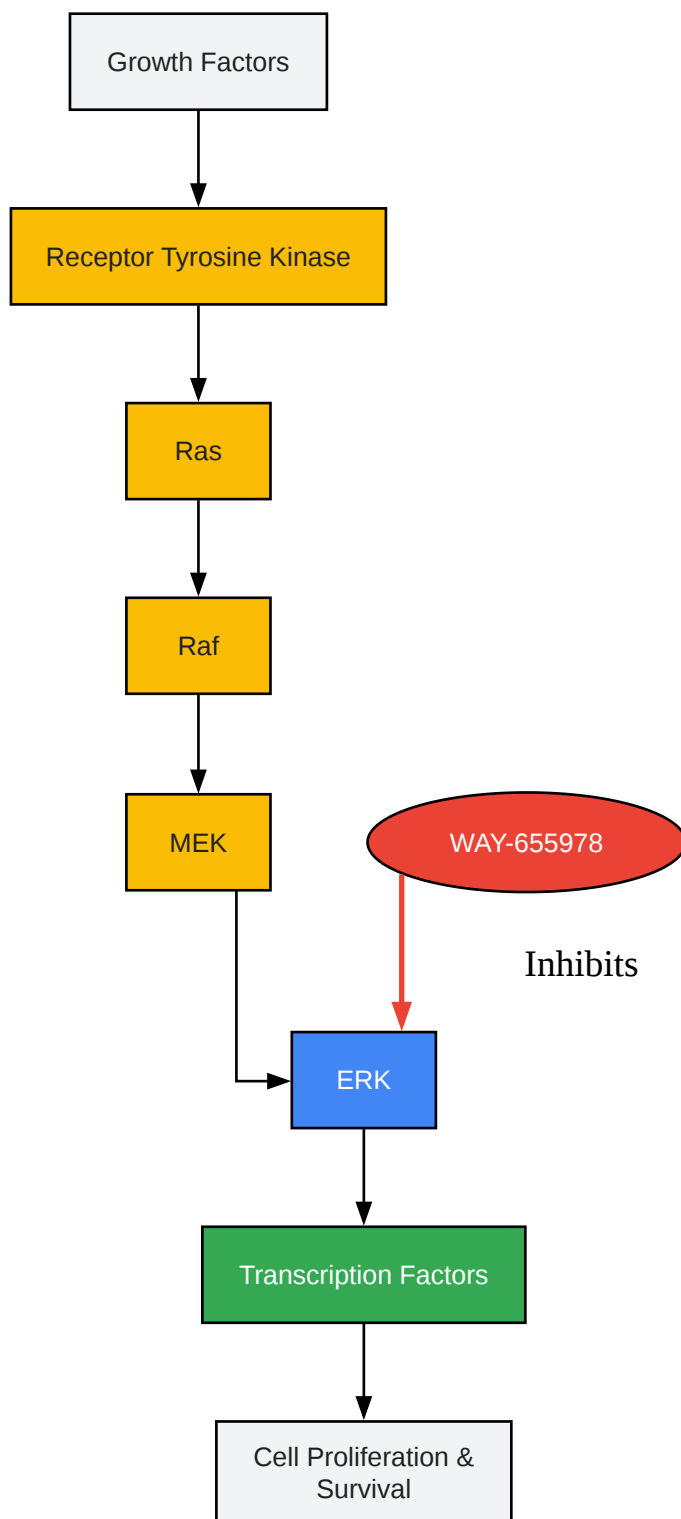 Growth Factors
Receptor Tyrosine Kinase
Ras
Raf
MEK
WAY-655978
Inhibits
ERK
Transcription Factors
Cell Proliferation &
Survival